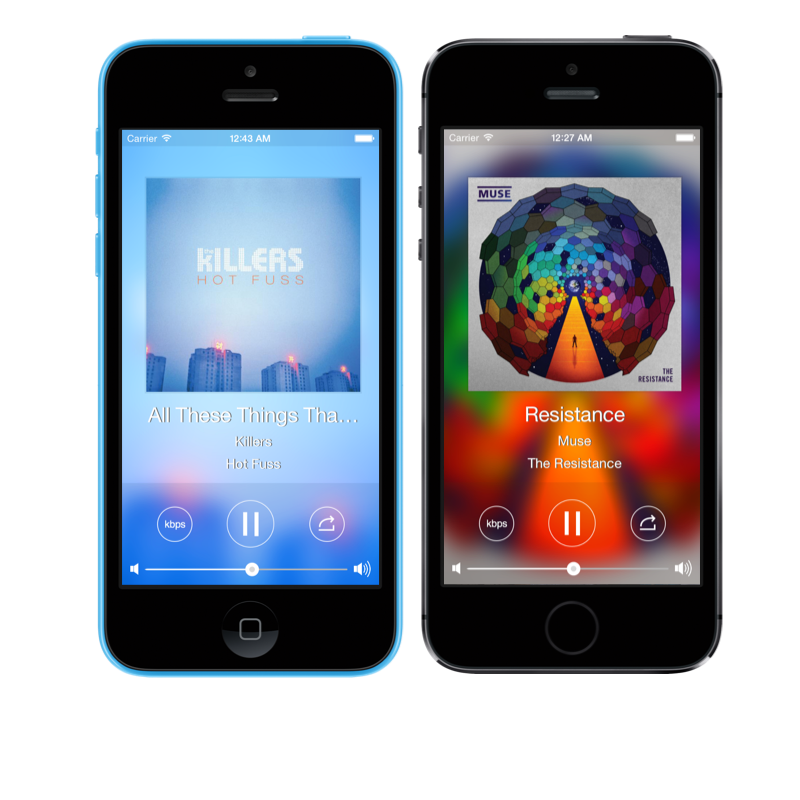 Carrier 12:43 AM
THE
KILLERS
HOT FUSS
All These Things Tha...
Killers
Hot Fuss
kbps
Carrier 12:27 AM
MUSE
THE
RESISTANCE
Resistance
Muse
The Resistance
kbps